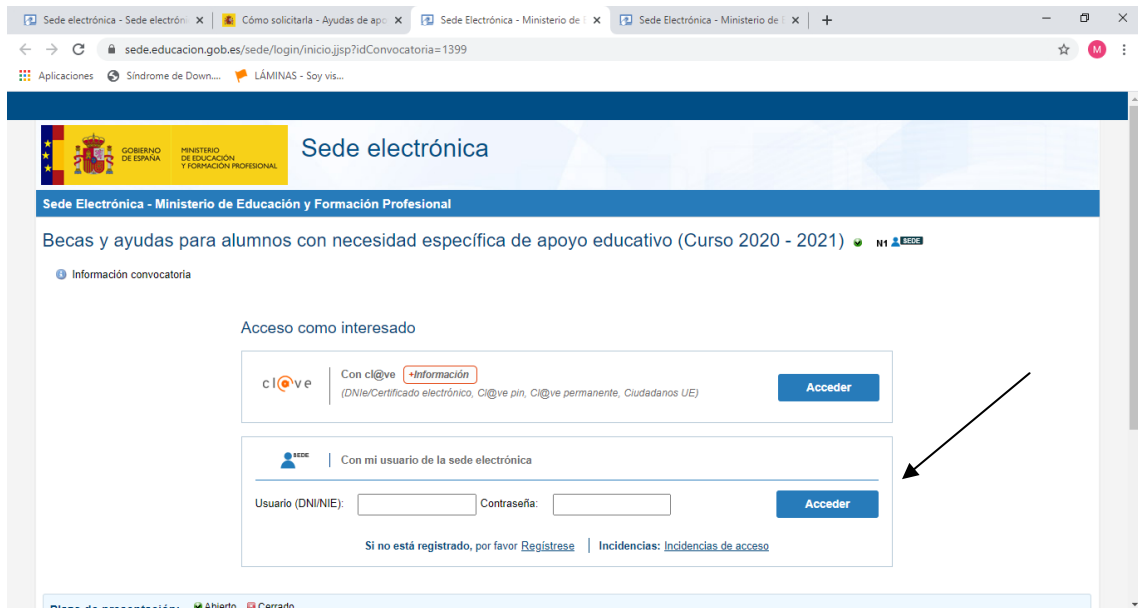 Sede electrónica - Sede electróni
Cómo solicitarla - Ayudas de apo
Sede Electrónica - Ministerio de E
Sede Electrónica - Ministerio de E
sede.educacion.gob.es/sede/login/inicio.jjsp?idConvocatoria=1399
M
Aplicaciones
Síndrome de Down....
LÁMINAS - Soy vis...
GOBIERNO DE ESPAÑA
MINISTERIO DE EDUCACIÓN Y FORMACIÓN PROFESIONAL
Sede electrónica
Sede Electrónica - Ministerio de Educación y Formación Profesional
Becas y ayudas para alumnos con necesidad específica de apoyo educativo (Curso 2020 - 2021) N1 SEDE
Información convocatoria
Acceso como interesado
cl@ve
Con cl@ve +Información
(DNIe/Certificado electrónico, Cl@ve pin, Cl@ve permanente, Ciudadanos UE)
Acceder
SEDE
Con mi usuario de la sede electrónica
Usuario (DNI/NIE): Contraseña: Acceder
Si no está registrado, por favor Regístrese | Incidencias: Incidencias de acceso
Plazo de presentación: Abierto Cerrado